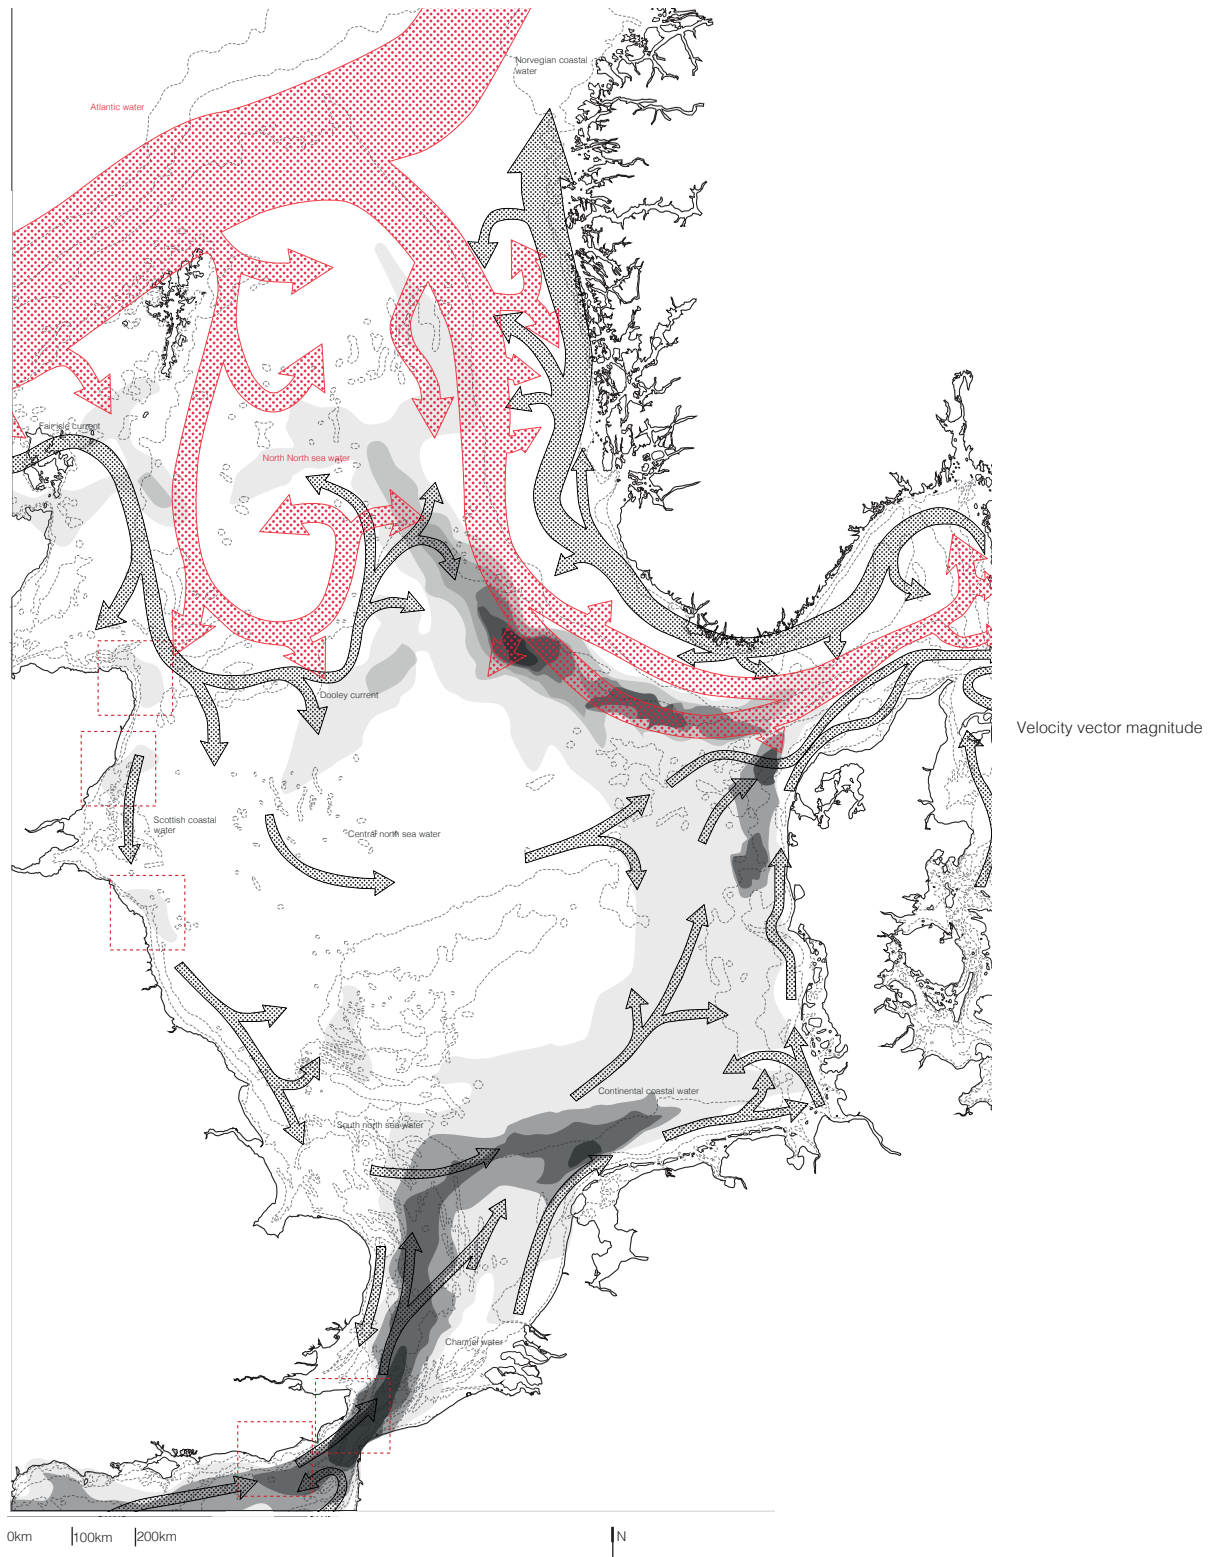 Norwegian coastal
water
Atlantic water
Fair isle current
North North sea water
Dooley current
Velocity vector magnitude
Scottish coastal
water
Central north sea water
Continental coastal water
South north sea water
Channel water
0km
100km
200km
N